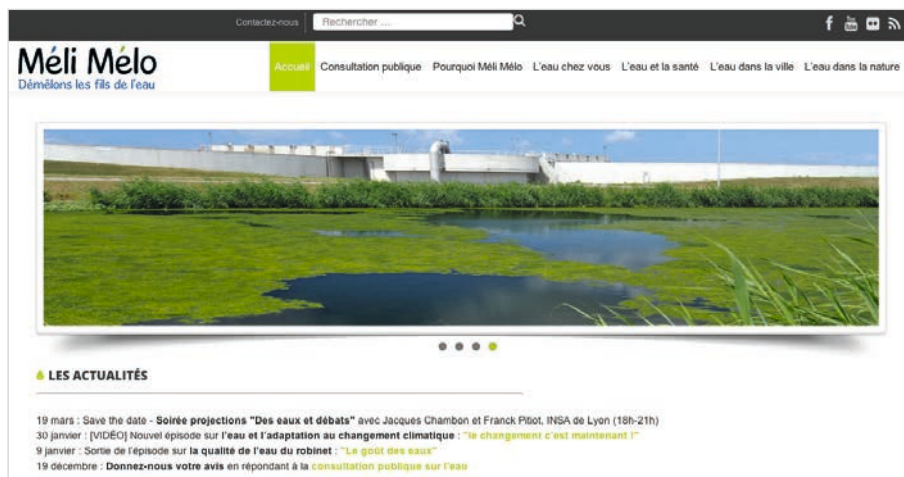 Contactez-nous Rechercher ...
Méli Mélo
Démêlons les fils de l'eau
Accueil Consultation publique Pourquoi Méli Mélo L'eau chez vous L'eau et la santé L'eau dans la ville L'eau dans la nature
LES ACTUALITÉS
19 mars : Save the date - Soirée projections "Des eaux et débats" avec Jacques Chambon et Franck Pitiot, INSA de Lyon (18h-21h)
30 janvier : [VIDÉO] Nouvel épisode sur l'eau et l'adaptation au changement climatique : "le changement c'est maintenant !"
9 janvier : Sortie de l'épisode sur la qualité de l'eau du robinet : "Le goût des eaux"
19 décembre : Donnez-nous votre avis en répondant à la consultation publique sur l'eau